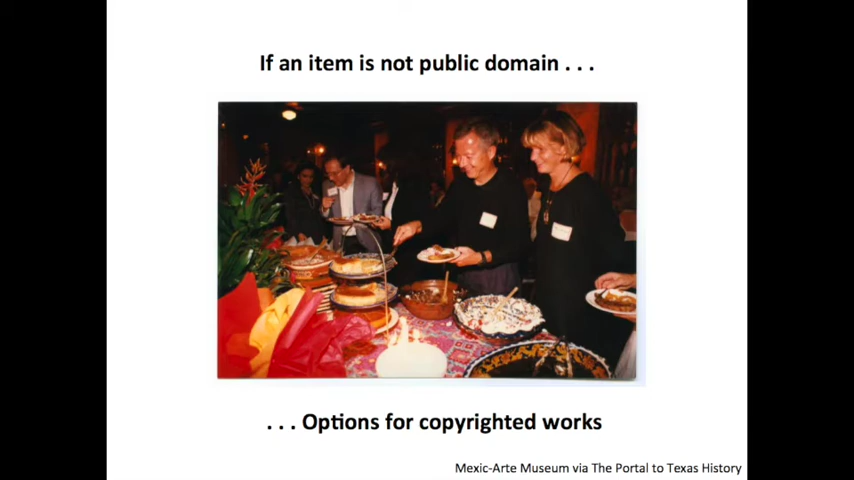 If an item is not public domain . . .
. . . Options for copyrighted works
Mexic-Arte Museum via The Portal to Texas History